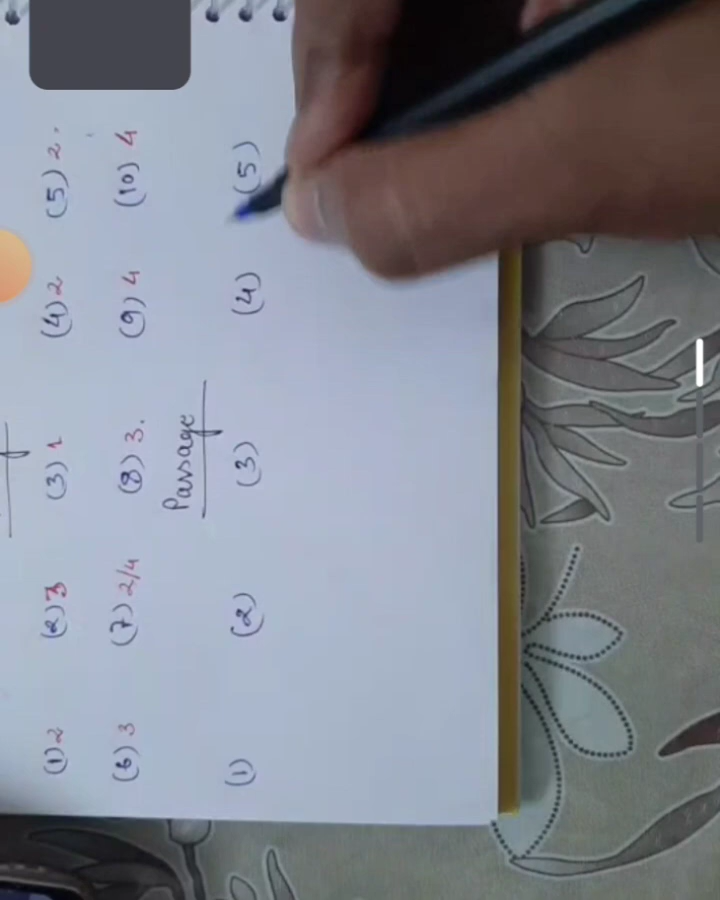 (1) 2 (2) 3 (3) 1 (4) 2 (5) 2.
(6) 3 (7) 2/4 (8) 3. (9) 4 (10) 4
Passage
(1) (2) (3) (4) (5)